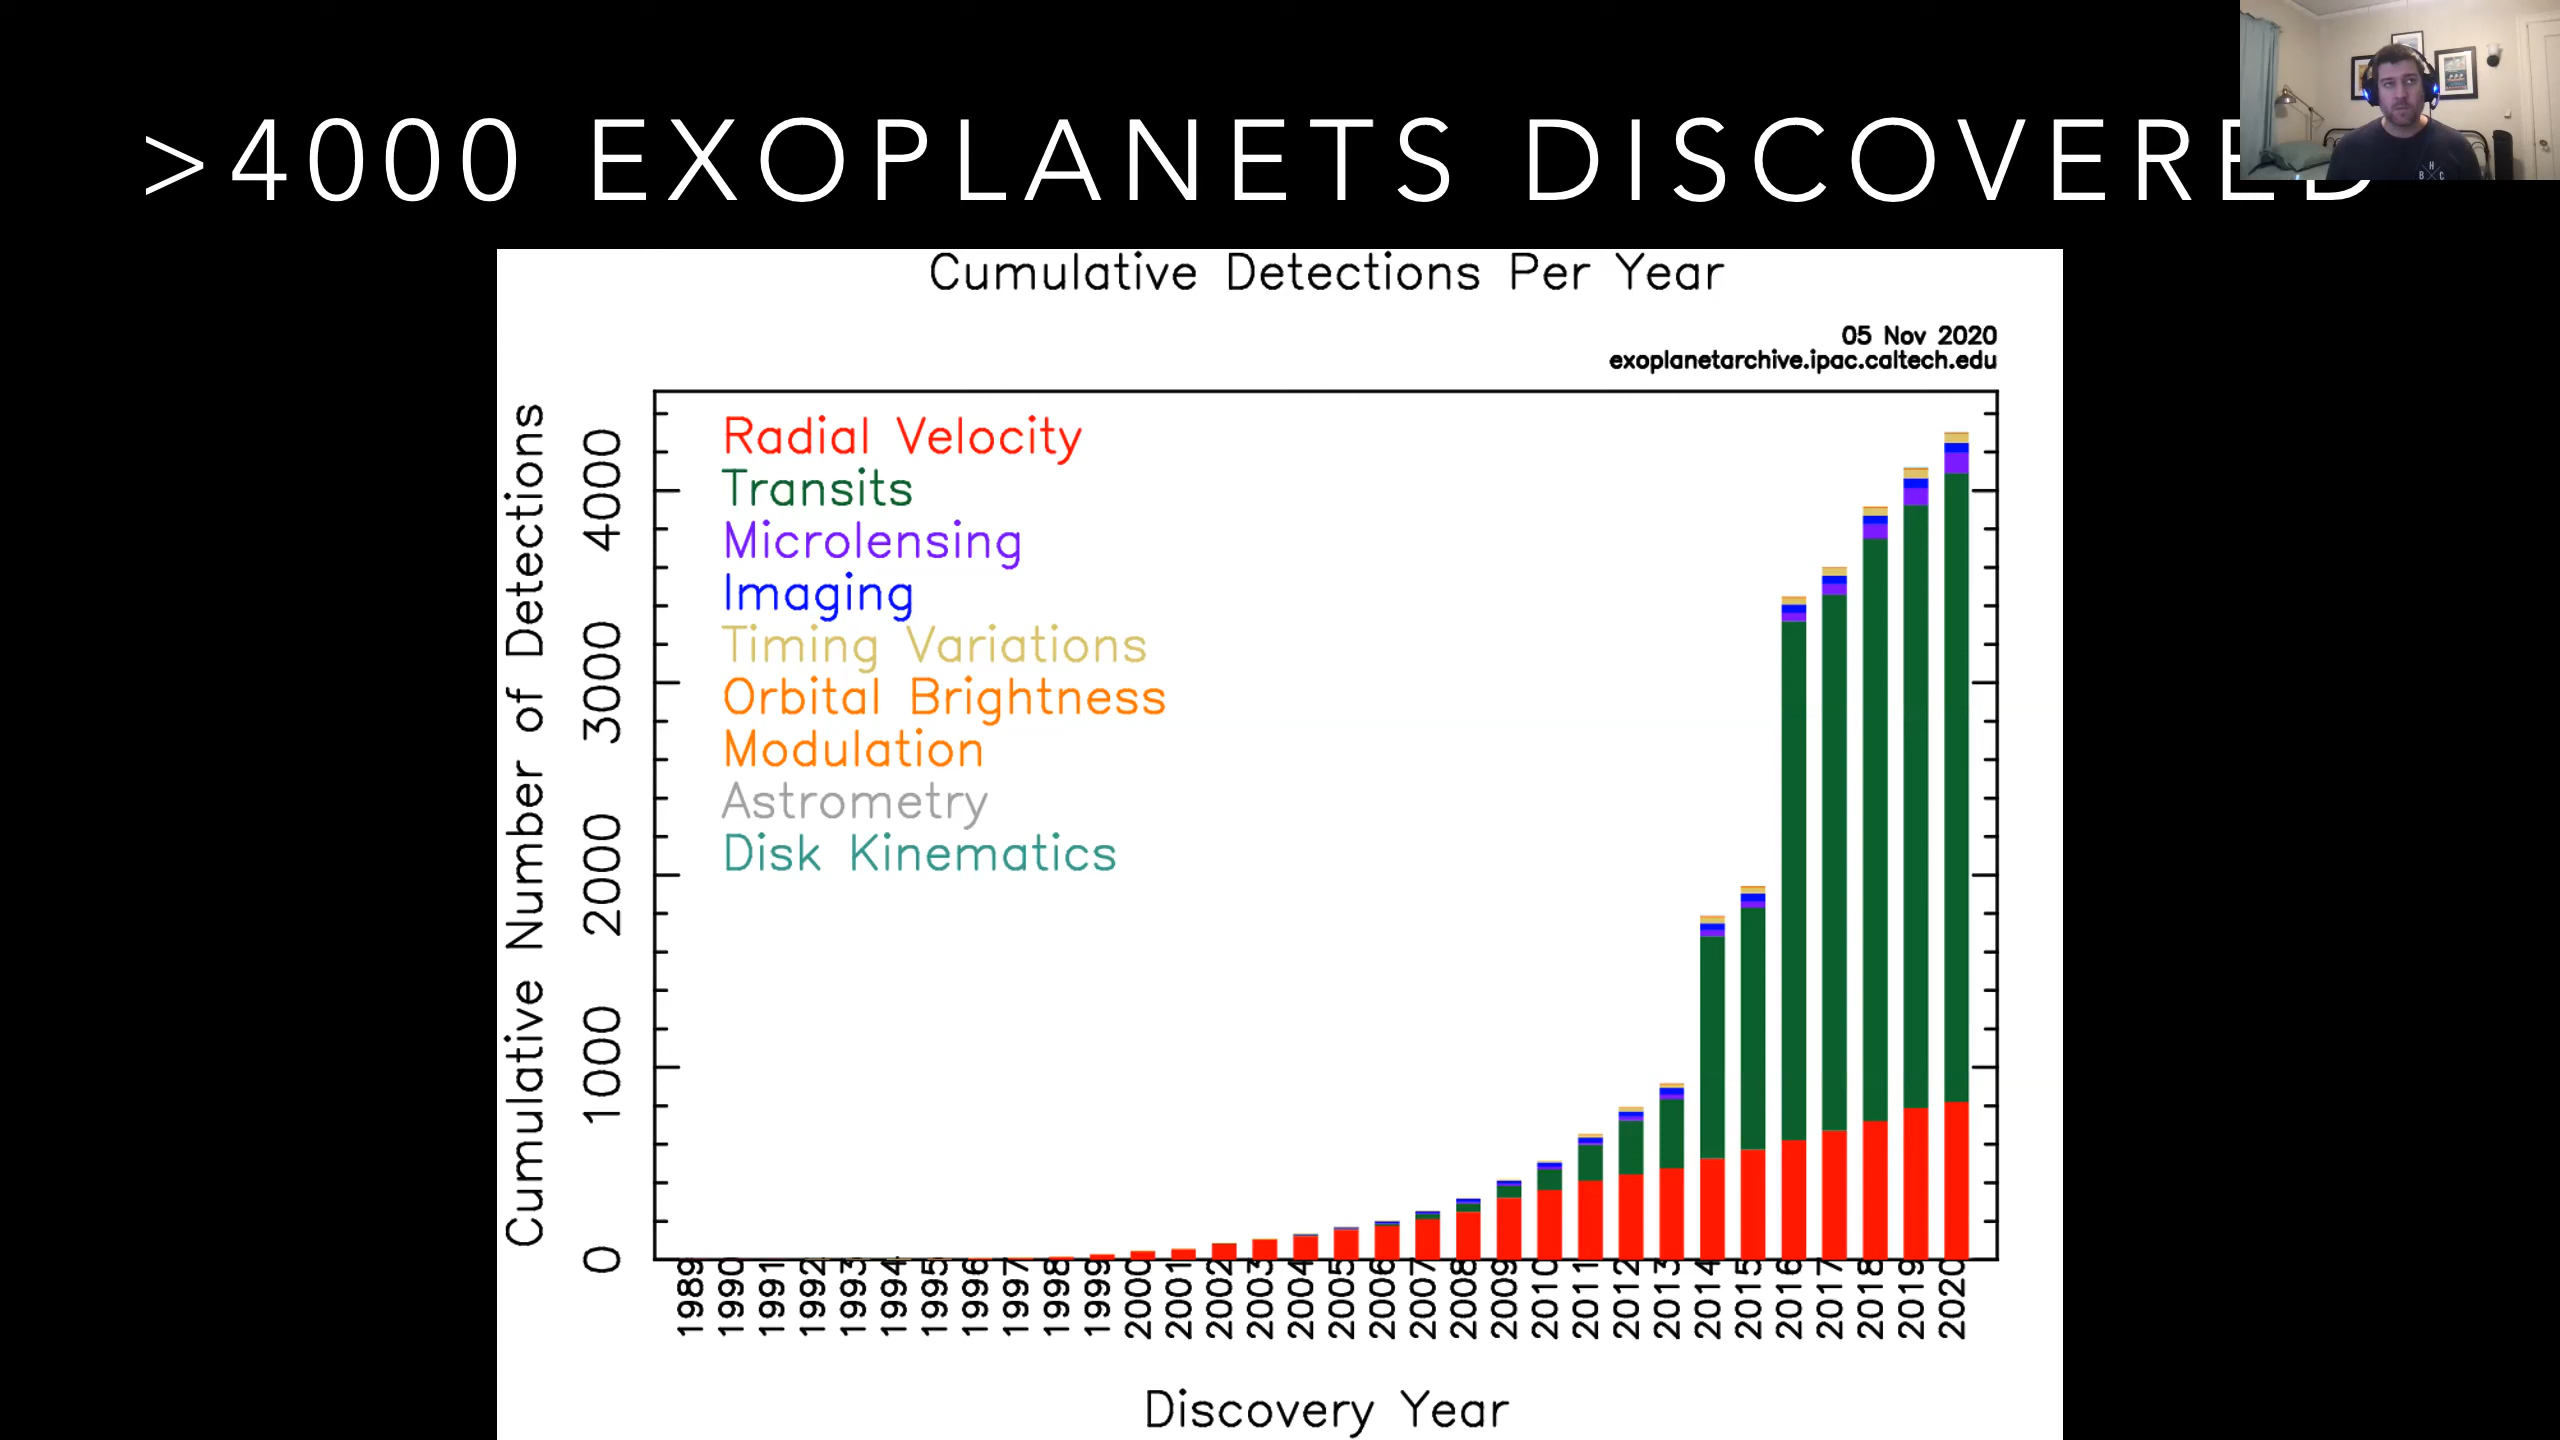 >4000 EXOPLANETS DISCOVERED
H
B C
Cumulative Detections Per Year
05 Nov 2020
exoplanetarchive.ipac.caltech.edu
Cumulative Number of Detections
4000
3000
2000
1000
0
Radial Velocity
Transits
Microlensing
Imaging
Timing Variations
Orbital Brightness
Modulation
Astrometry
Disk Kinematics
1989 1990 1991 1992 1993 1994 1995 1996 1997 1998 1999 2000 2001 2002 2003 2004 2005 2006 2007 2008 2009 2010 2011 2012 2013 2014 2015 2016 2017 2018 2019 2020
Discovery Year